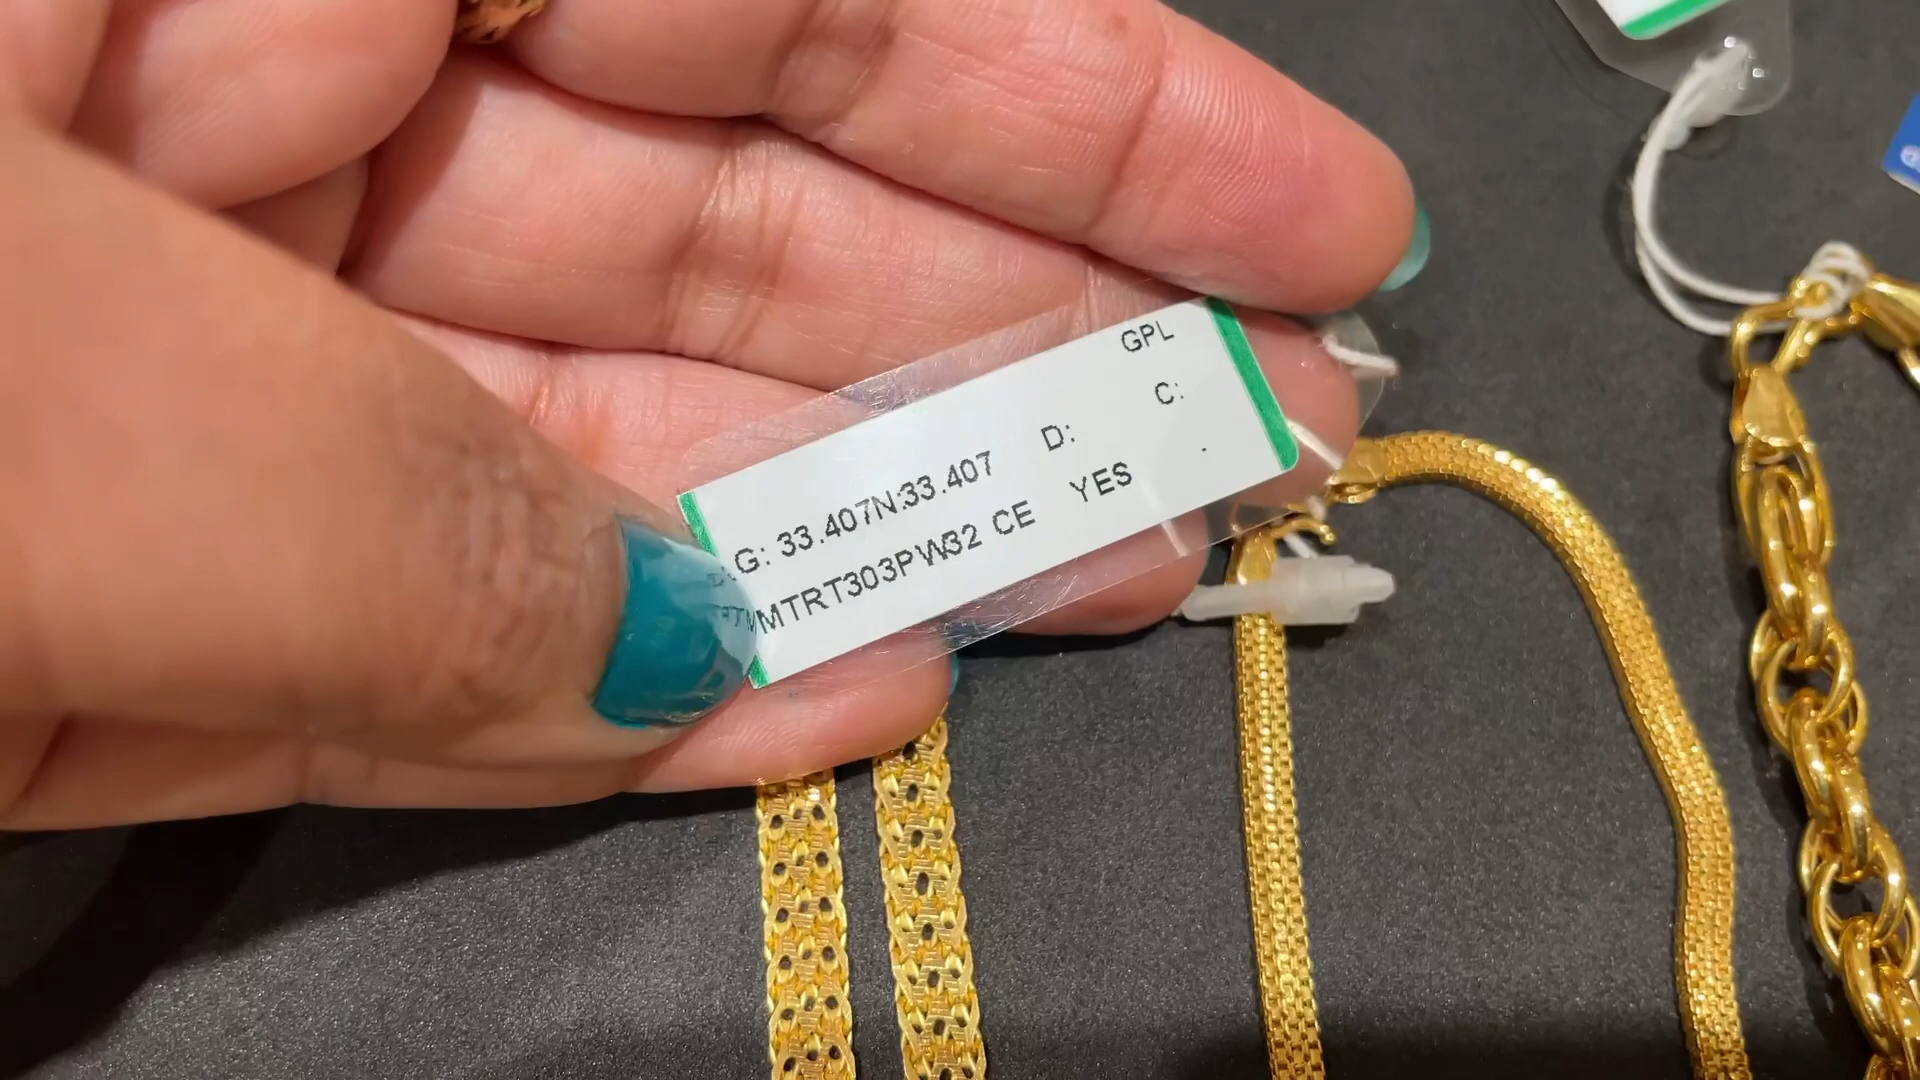 GPL
C:
G: 33.407N:33.407 D:
MTRT303PW32 CE YES .